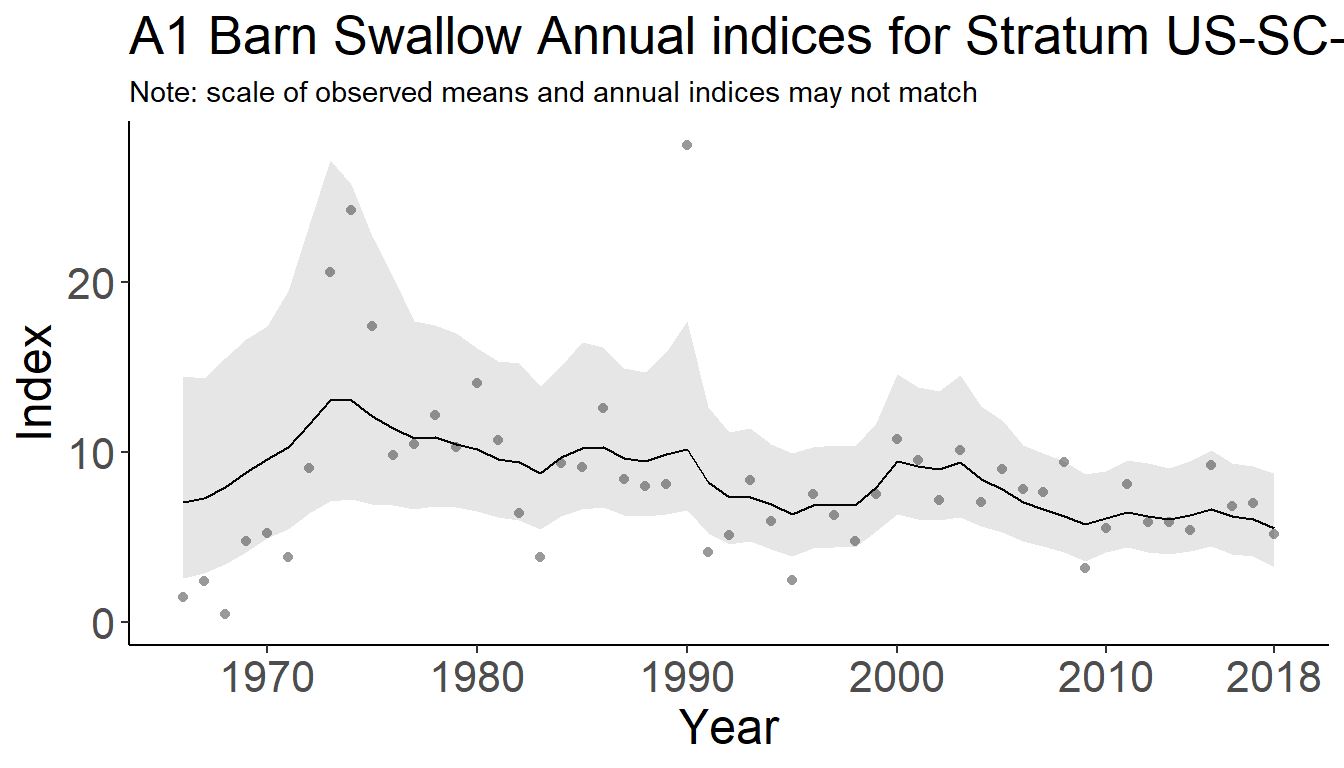 A1 Barn Swallow Annual indices for Stratum US-SC-
Note: scale of observed means and annual indices may not match
20
10
0
Index
1970 1980 1990 2000 2010 2018
Year